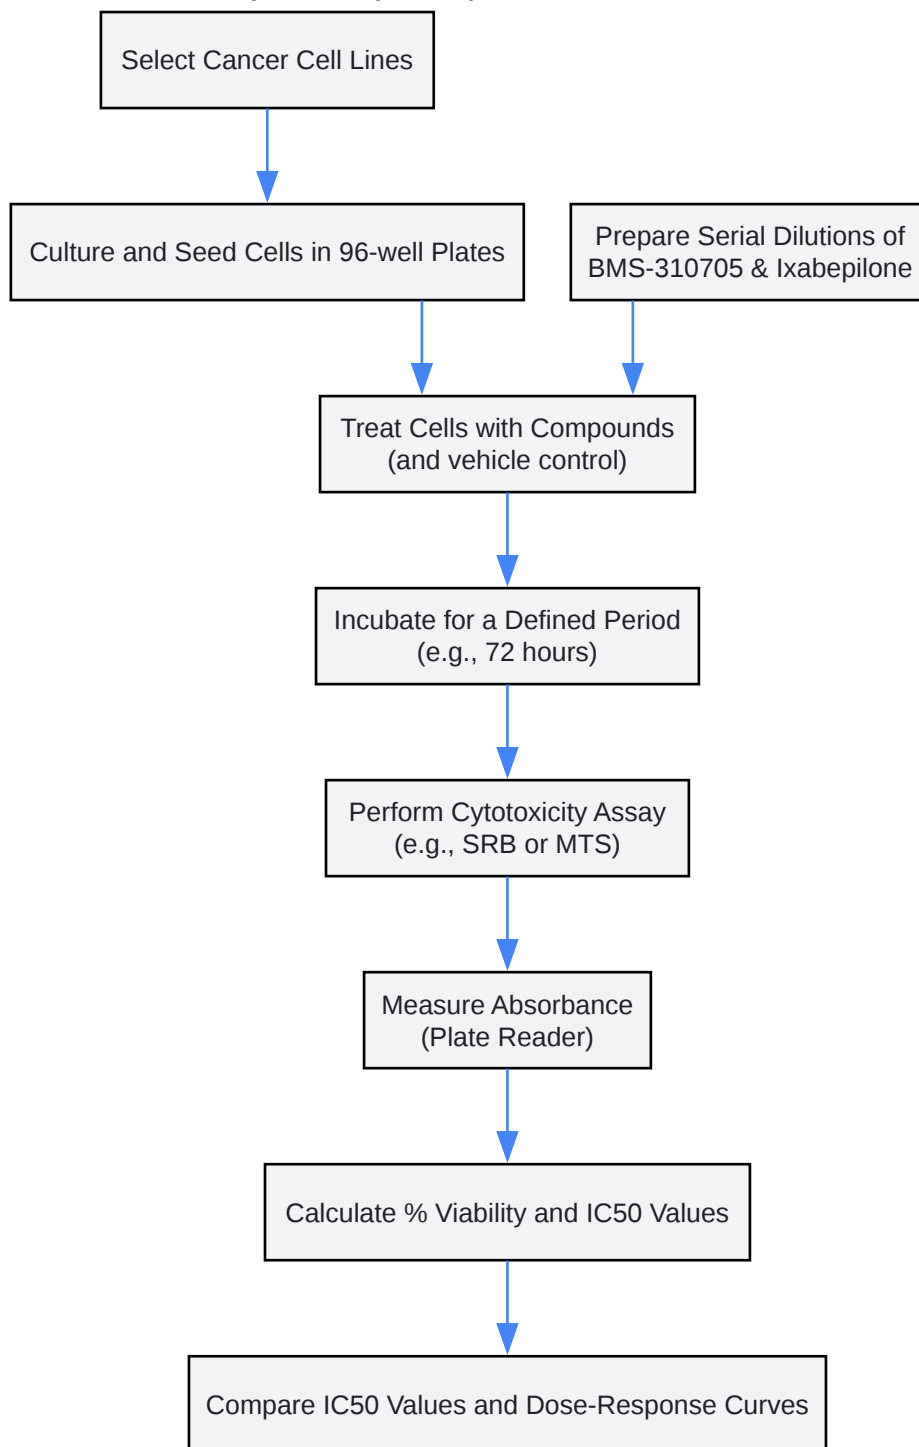 Select Cancer Cell Lines
Culture and Seed Cells in 96-well Plates
Prepare Serial Dilutions of
BMS-310705 & Ixabepilone
Treat Cells with Compounds
(and vehicle control)
Incubate for a Defined Period
(e.g., 72 hours)
Perform Cytotoxicity Assay
(e.g., SRB or MTS)
Measure Absorbance
(Plate Reader)
Calculate % Viability and IC50 Values
Compare IC50 Values and Dose-Response Curves